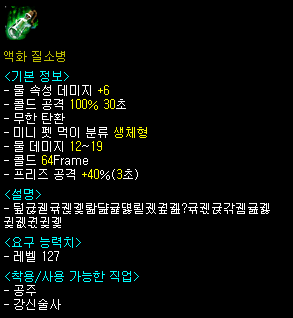 액화 질소병
<기본 정보>
- 물 속성 데미지 +6
- 콜드 공격 100% 30초
- 무한 탄환
- 미니 펫 먹이 분류 생체형
- 물 데미지 12~19
- 콜드 64Frame
- 프리즈 공격 +40%(3초)
<설명>
<요구 능력치>
- 레벨 127
<착용/사용 가능한 직업>
- 공주
- 강신술사